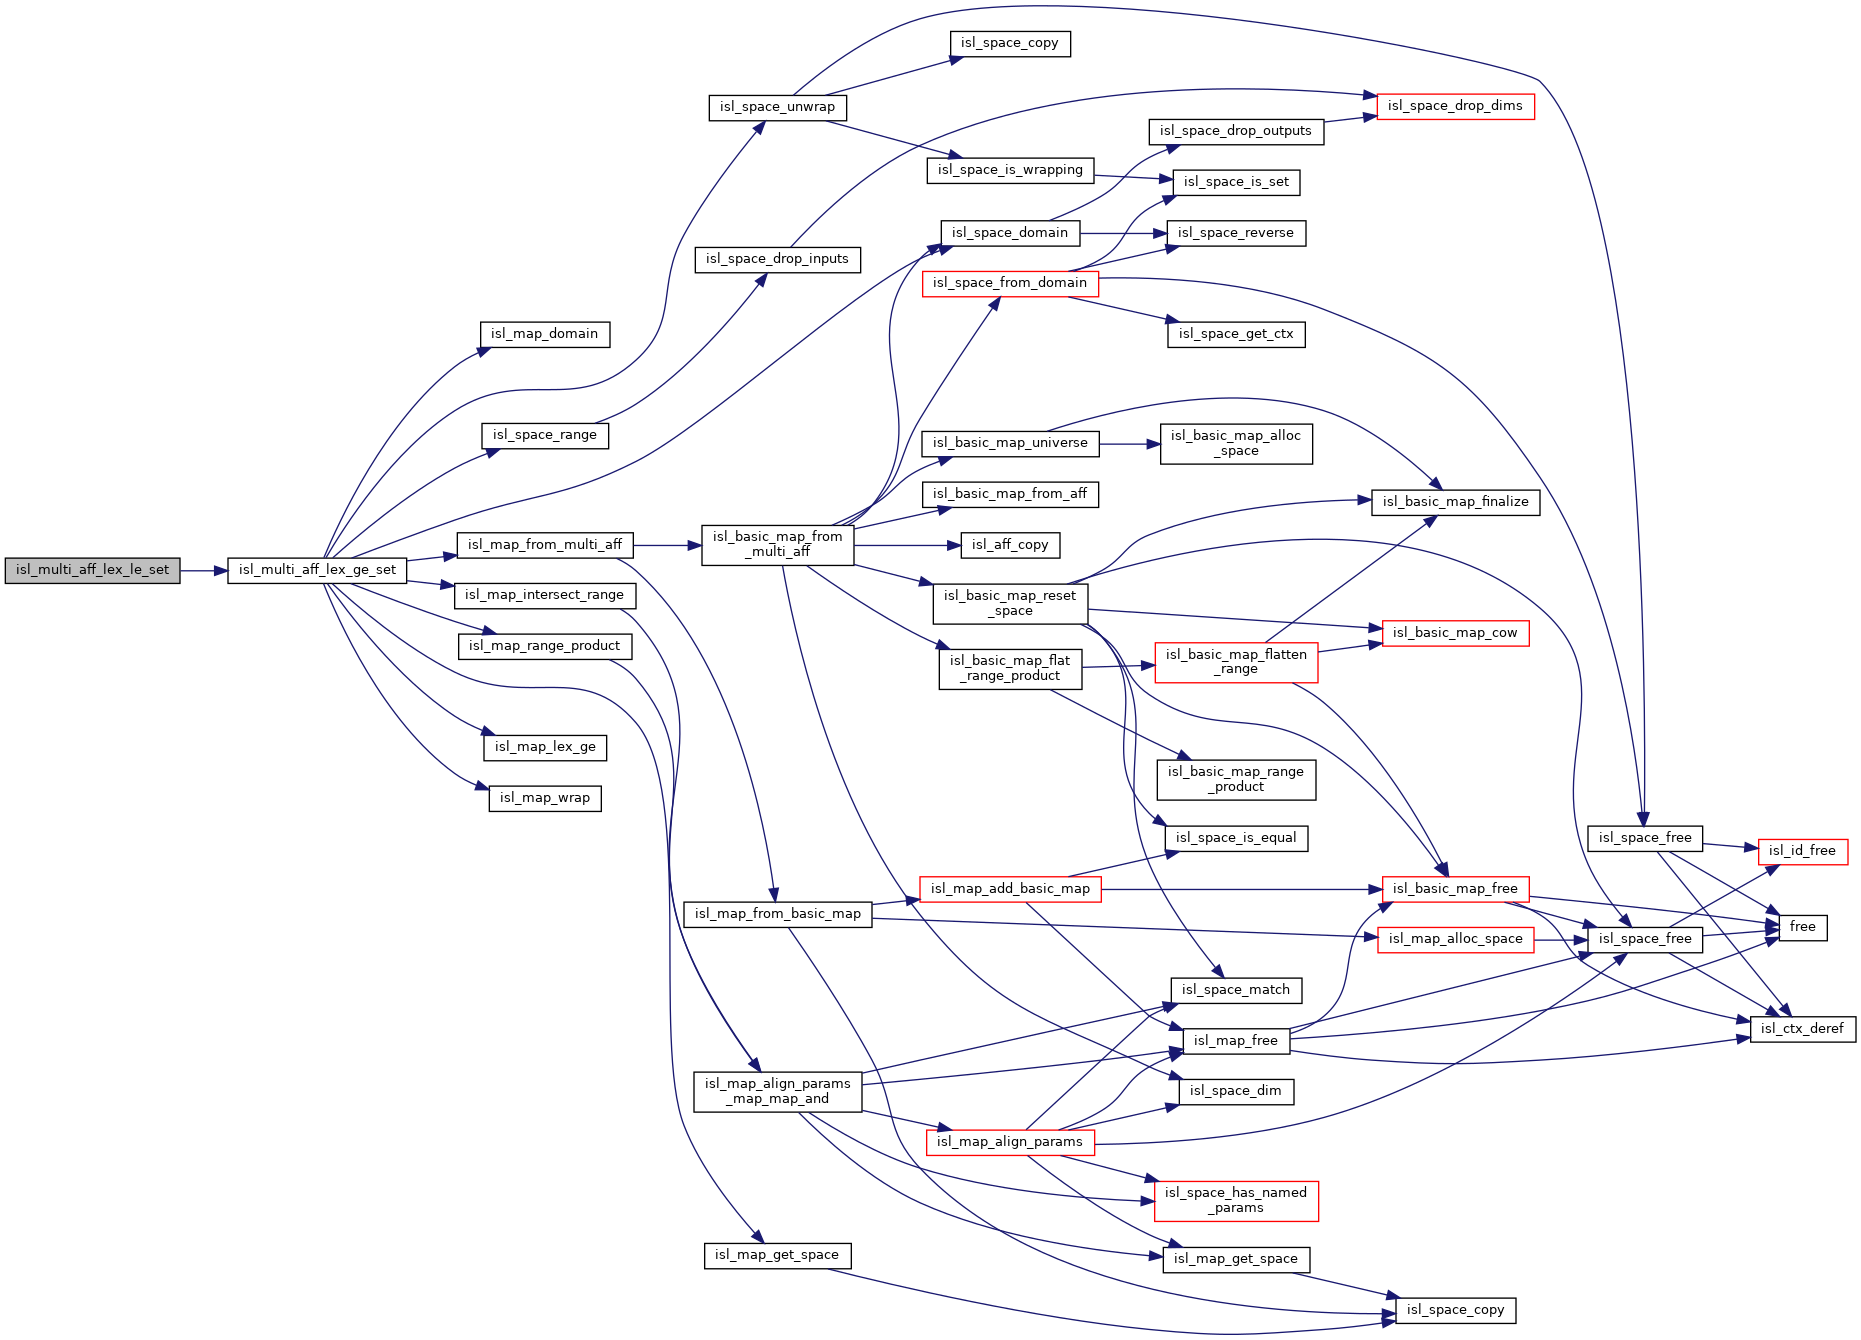 isl_multi_aff_lex_le_set
isl_multi_aff_lex_ge_set
isl_map_domain
isl_space_range
isl_map_from_multi_aff
isl_map_intersect_range
isl_map_range_product
isl_map_lex_ge
isl_map_wrap
isl_space_unwrap
isl_space_drop_inputs
isl_basic_map_from
_multi_aff
isl_map_from_basic_map
isl_map_align_params
_map_map_and
isl_map_get_space
isl_space_copy
isl_space_is_wrapping
isl_space_domain
isl_space_from_domain
isl_basic_map_universe
isl_basic_map_from_aff
isl_aff_copy
isl_basic_map_reset
_space
isl_basic_map_flat
_range_product
isl_map_add_basic_map
isl_map_align_params
isl_space_drop_outputs
isl_space_is_set
isl_space_reverse
isl_space_get_ctx
isl_basic_map_alloc
_space
isl_basic_map_flatten
_range
isl_basic_map_range
_product
isl_space_is_equal
isl_space_match
isl_map_free
isl_space_dim
isl_space_has_named
_params
isl_map_get_space
isl_space_drop_dims
isl_basic_map_finalize
isl_basic_map_cow
isl_basic_map_free
isl_map_alloc_space
isl_space_copy
isl_space_free
isl_space_free
isl_id_free
free
isl_ctx_deref